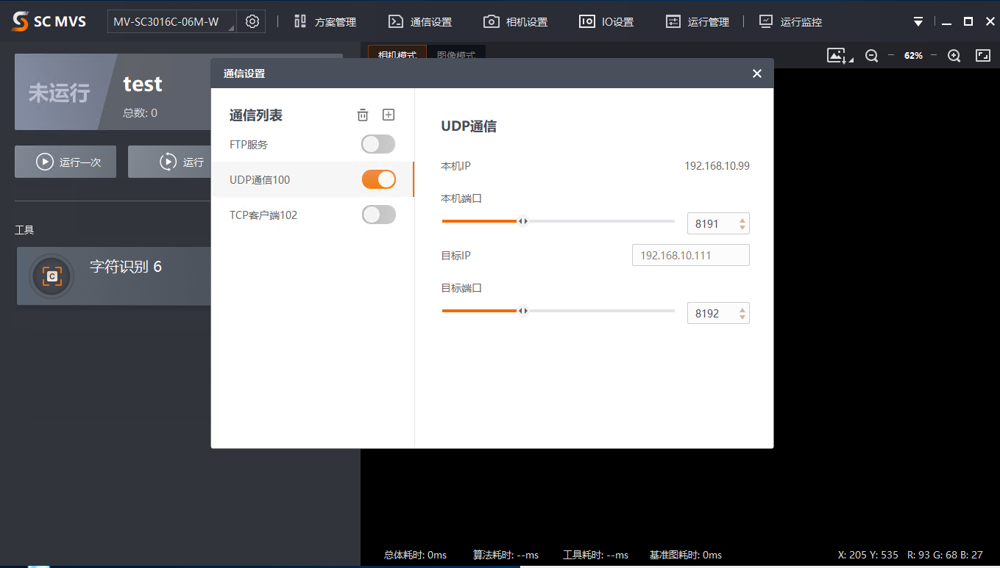 SC MVS
MV-SC3016C-06M-W
方案管理
通信设置
相机设置
IO设置
运行管理
运行监控
相机模式
图像模式
62%
未运行
test
总数: 0
运行一次
运行
工具
C
字符识别 6
通信设置
通信列表
FTP服务
UDP通信100
TCP客户端102
UDP通信
本机IP
192.168.10.99
本机端口
8191
目标IP
192.168.10.111
目标端口
8192
总体耗时: 0ms
算法耗时: --ms
工具耗时: --ms
基准图耗时: 0ms
X: 205 Y: 535
R: 93 G: 68 B: 27